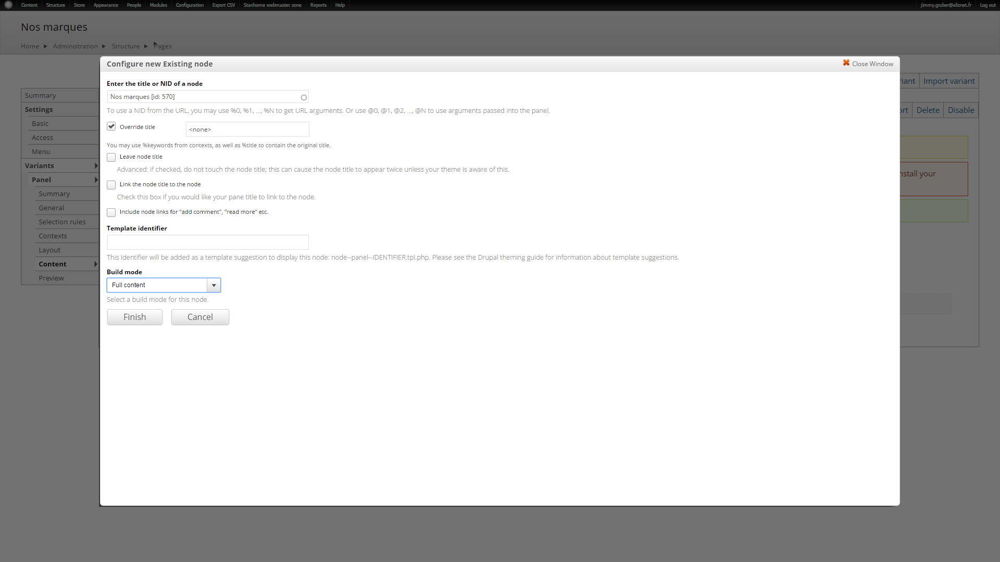 Content Structure Store Appearance People Modules Configuration Export CSV Stanhome webmaster zone Reports Help jimmy.gruber@aliznet.fr Log out
Nos marques
Home Administration Structure Pages
Configure new Existing node
Close Window
Enter the title or NID of a node
Nos marques [id: 570]
To use a NID from the URL, you may use %0, %1, ..., %N to get URL arguments. Or use @0, @1, @2, ..., @N to use arguments passed into the panel.
Override title <none>
You may use %keywords from contexts, as well as %title to contain the original title.
Leave node title
Advanced: if checked, do not touch the node title; this can cause the node title to appear twice unless your theme is aware of this.
Link the node title to the node
Check this box if you would like your pane title to link to the node.
Include node links for "add comment", "read more" etc.
Template identifier
This identifier will be added as a template suggestion to display this node: node--panel--IDENTIFIER.tpl.php. Please see the Drupal theming guide for information about template suggestions.
Build mode
Full content
Select a build mode for this node.
Finish Cancel
Summary
Settings
Basic
Access
Menu
Variants
Panel
Summary
General
Selection rules
Contexts
Layout
Content
Preview
Import variant
Delete Disable
your